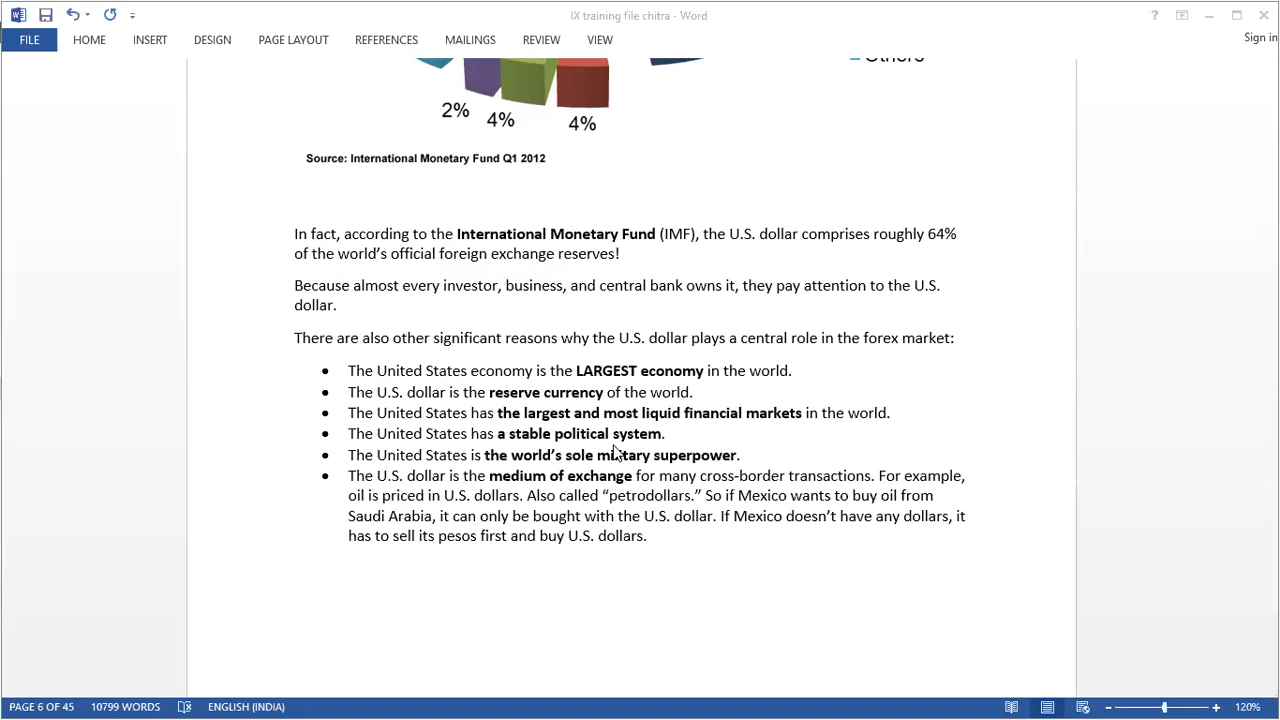 IX training file chitra - Word
?
FILE HOME INSERT DESIGN PAGE LAYOUT REFERENCES MAILINGS REVIEW VIEW Sign in
Others
2%
4%
4%
Source: International Monetary Fund Q1 2012
In fact, according to the International Monetary Fund (IMF), the U.S. dollar comprises roughly 64%
of the world’s official foreign exchange reserves!
Because almost every investor, business, and central bank owns it, they pay attention to the U.S.
dollar.
There are also other significant reasons why the U.S. dollar plays a central role in the forex market:
• The United States economy is the LARGEST economy in the world.
• The U.S. dollar is the reserve currency of the world.
• The United States has the largest and most liquid financial markets in the world.
• The United States has a stable political system.
• The United States is the world’s sole military superpower.
• The U.S. dollar is the medium of exchange for many cross-border transactions. For example,
oil is priced in U.S. dollars. Also called “petrodollars.” So if Mexico wants to buy oil from
Saudi Arabia, it can only be bought with the U.S. dollar. If Mexico doesn’t have any dollars, it
has to sell its pesos first and buy U.S. dollars.
PAGE 6 OF 45 10799 WORDS ENGLISH (INDIA) 120%